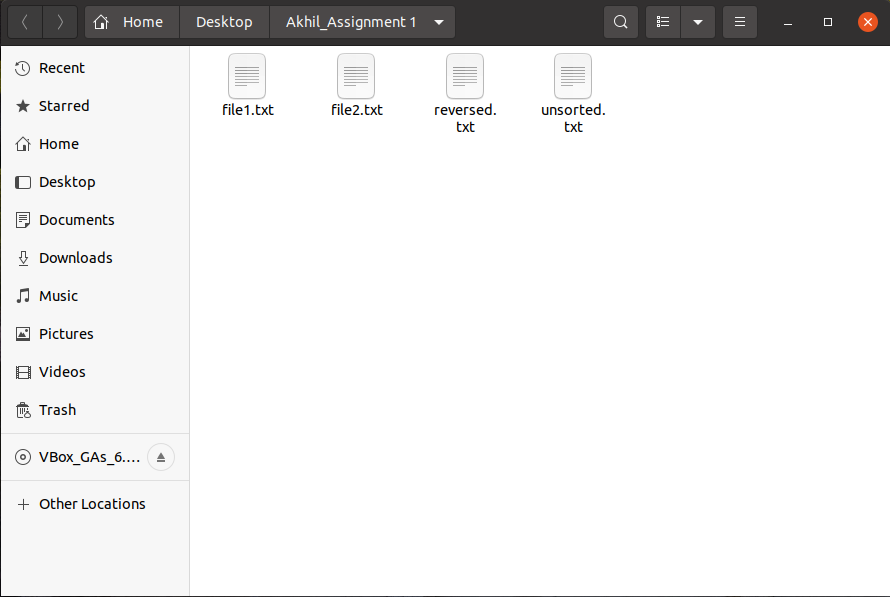 Home Desktop Akhil_Assignment 1
Recent
Starred
Home
Desktop
Documents
Downloads
Music
Pictures
Videos
Trash
VBox_GAs_6....
Other Locations
file1.txt file2.txt reversed. unsorted.
txt txt